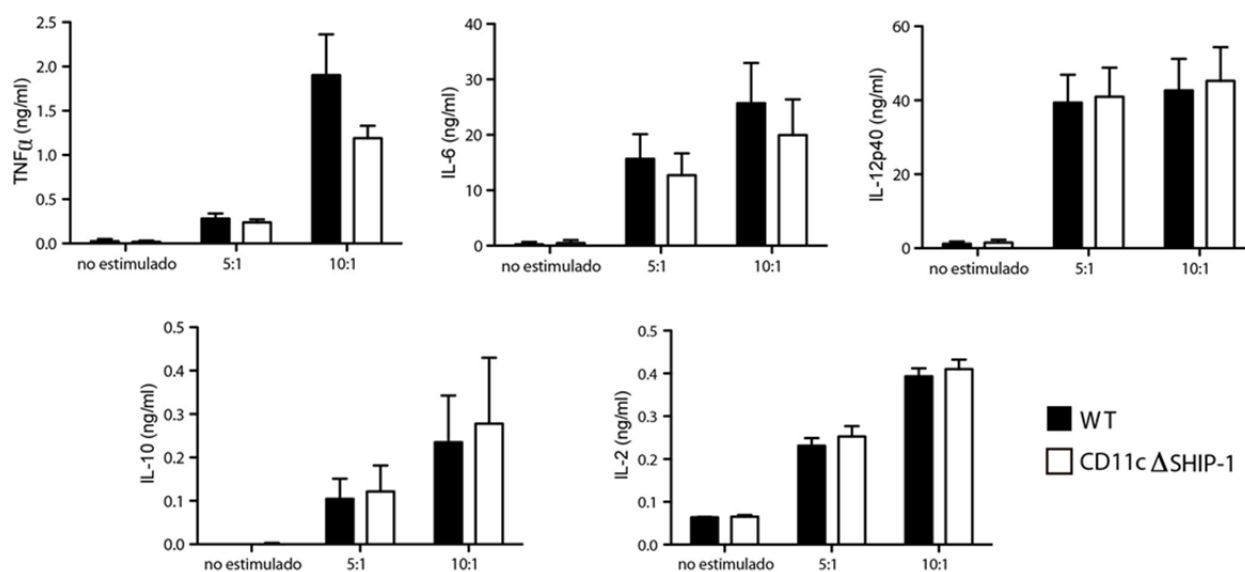 TNFα (ng/ml)
2.5
2.0
1.5
1.0
0.5
0.0
no estimulado 5:1 10:1
IL-6 (ng/ml)
40
30
20
10
0
no estimulado 5:1 10:1
IL-12p40 (ng/ml)
60
40
20
0
no estimulado 5:1 10:1
IL-10 (ng/ml)
0.5
0.4
0.3
0.2
0.1
0.0
no estimulado 5:1 10:1
IL-2 (ng/ml)
0.5
0.4
0.3
0.2
0.1
0.0
no estimulado 5:1 10:1
WT
CD11c ΔSHIP-1